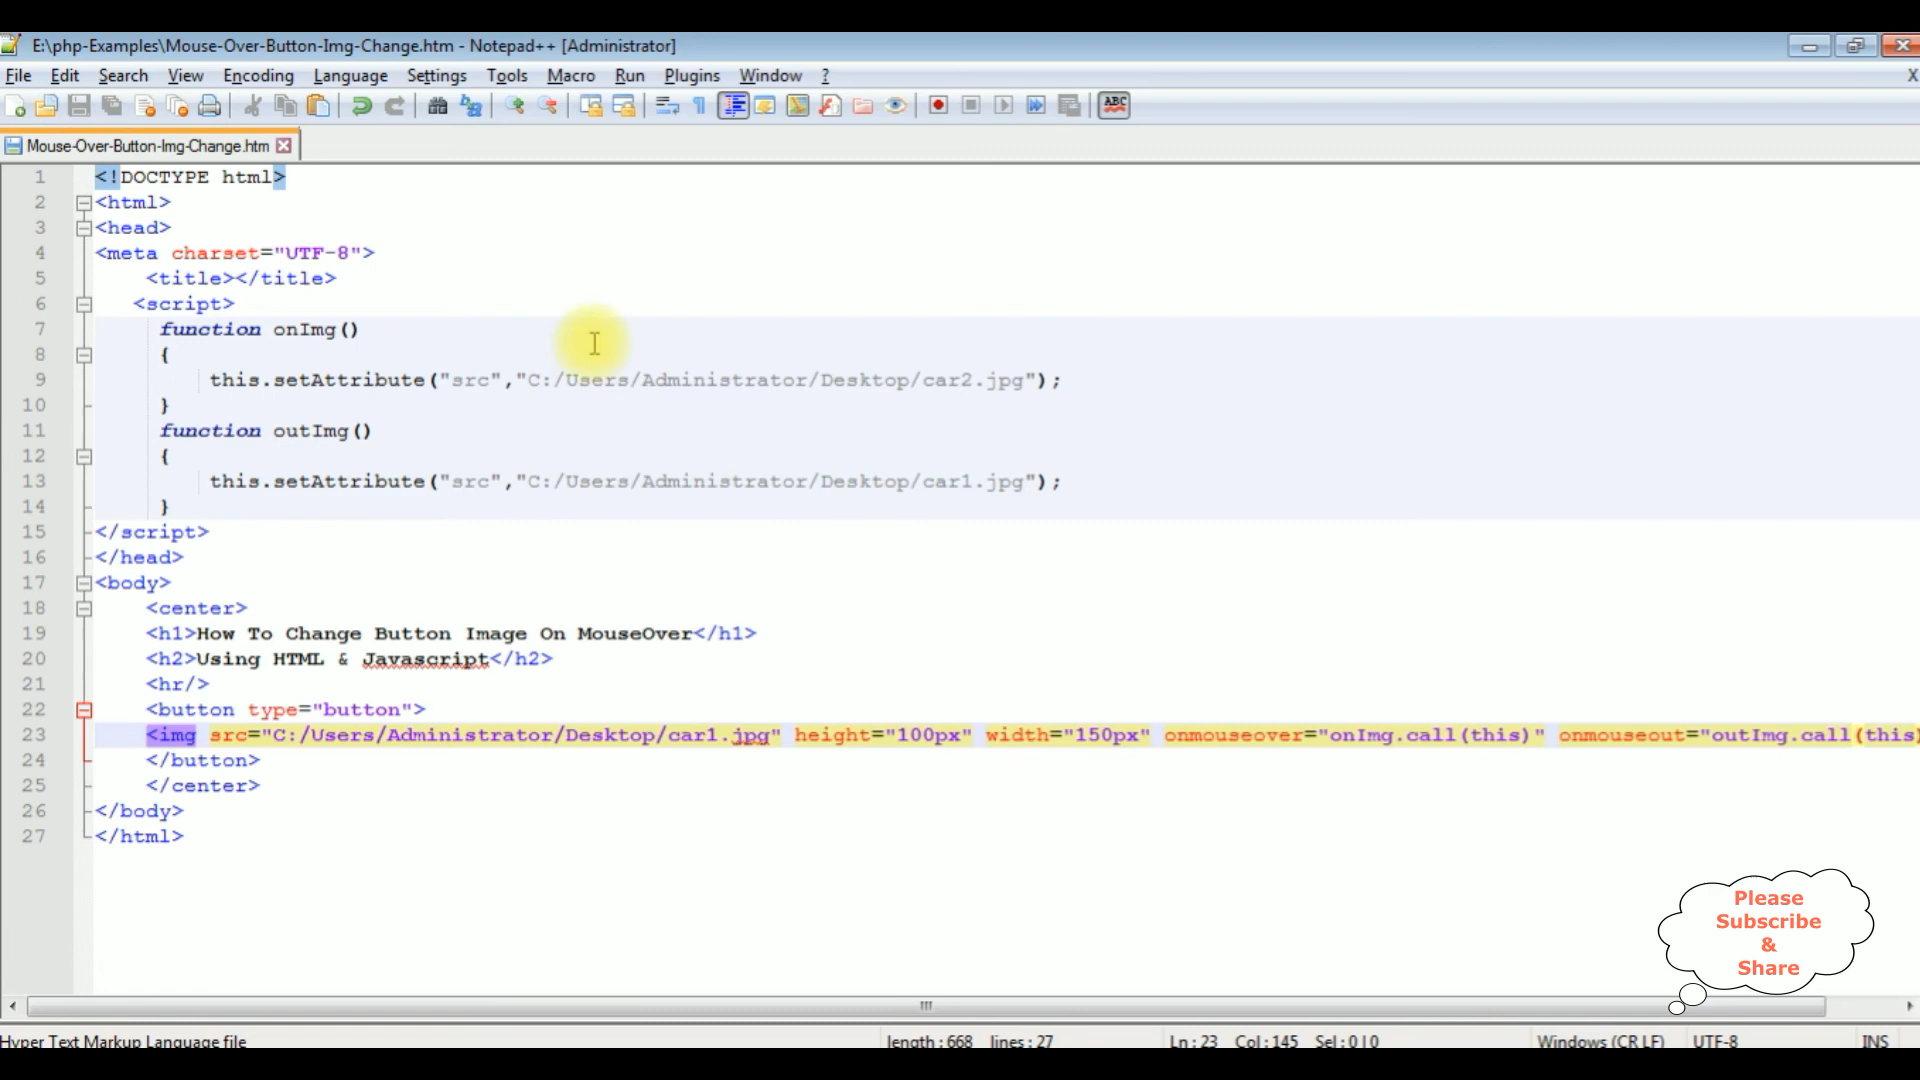 E:\php-Examples\Mouse-Over-Button-Img-Change.htm - Notepad++ [Administrator]
File Edit Search View Encoding Language Settings Tools Macro Run Plugins Window ? X
ABC
Mouse-Over-Button-Img-Change.htm
1 <!DOCTYPE html>
2 <html>
3 <head>
4 <meta charset="UTF-8">
5 <title></title>
6 <script>
7 function onImg()
8 {
9 this.setAttribute("src","C:/Users/Administrator/Desktop/car2.jpg");
10 }
11 function outImg()
12 {
13 this.setAttribute("src","C:/Users/Administrator/Desktop/car1.jpg");
14 }
15 </script>
16 </head>
17 <body>
18 <center>
19 <h1>How To Change Button Image On MouseOver</h1>
20 <h2>Using HTML & Javascript</h2>
21 <hr/>
22 <button type="button">
23 <img src="C:/Users/Administrator/Desktop/car1.jpg" height="100px" width="150px" onmouseover="onImg.call(this)" onmouseout="outImg.call(this)
24 </button>
25 </center>
26 </body>
27 </html>
Please
Subscribe
&
Share
Hyper Text Markup Language file length : 668 lines : 27 Ln : 23 Col : 145 Sel : 0 | 0 Windows (CR LF) UTF-8 INS